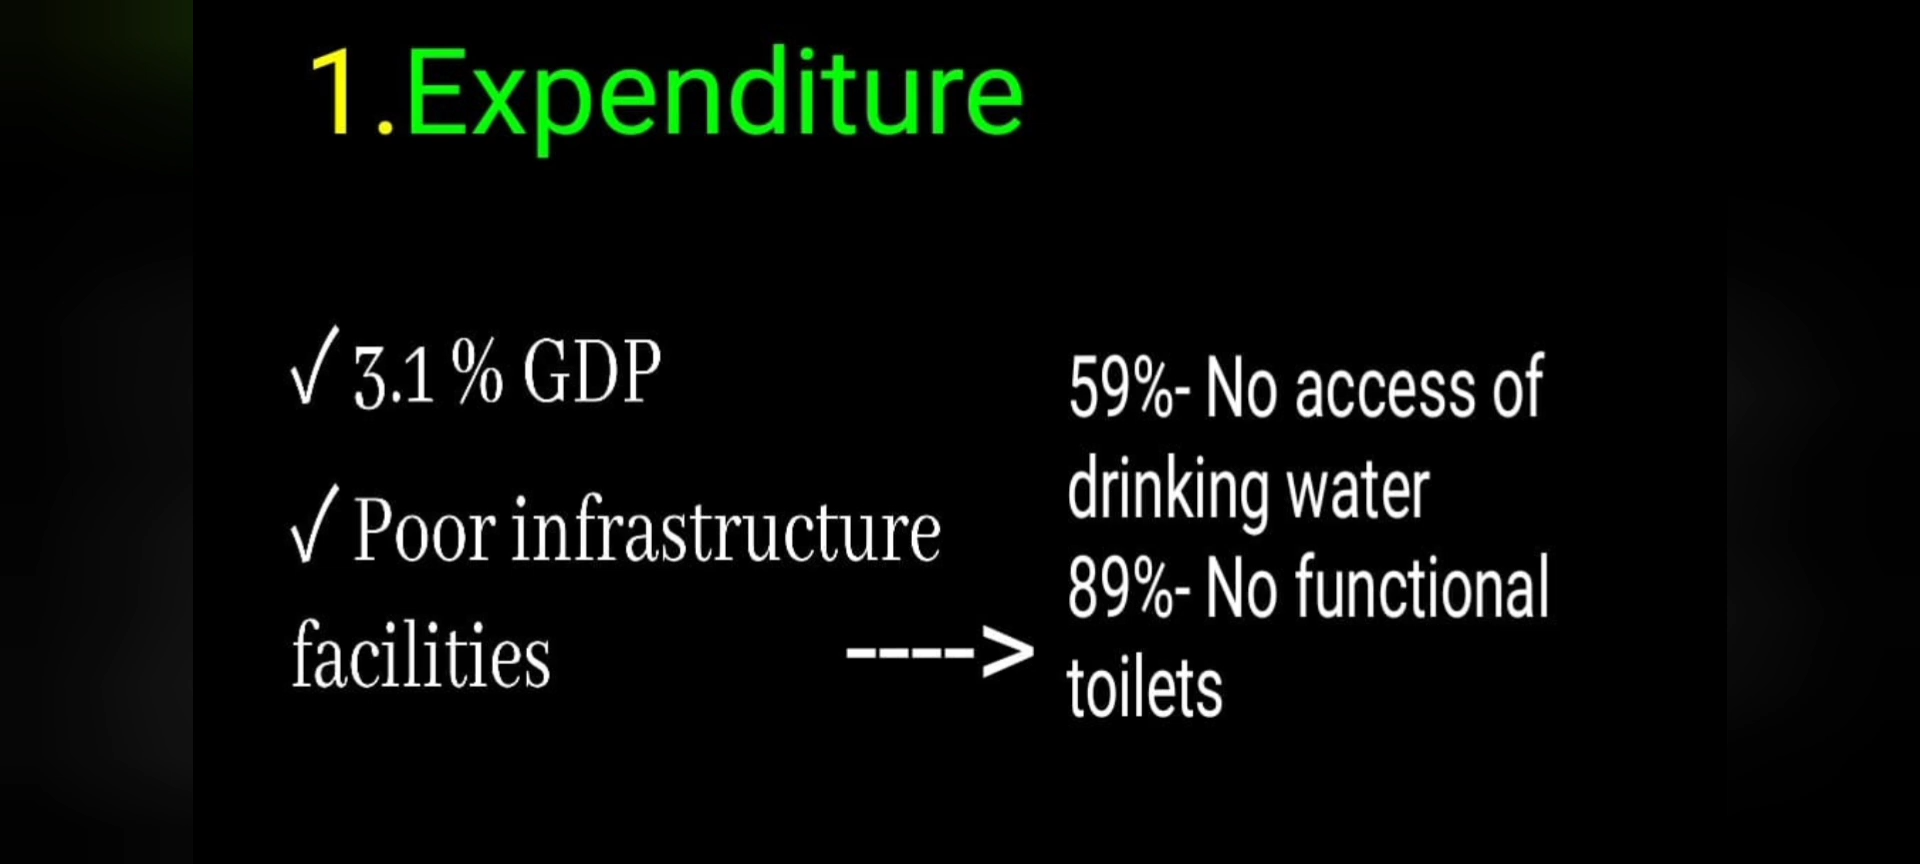 1.Expenditure
√ 3.1 % GDP
√ Poor infrastructure
facilities
---->
59%- No access of
drinking water
89%- No functional
toilets